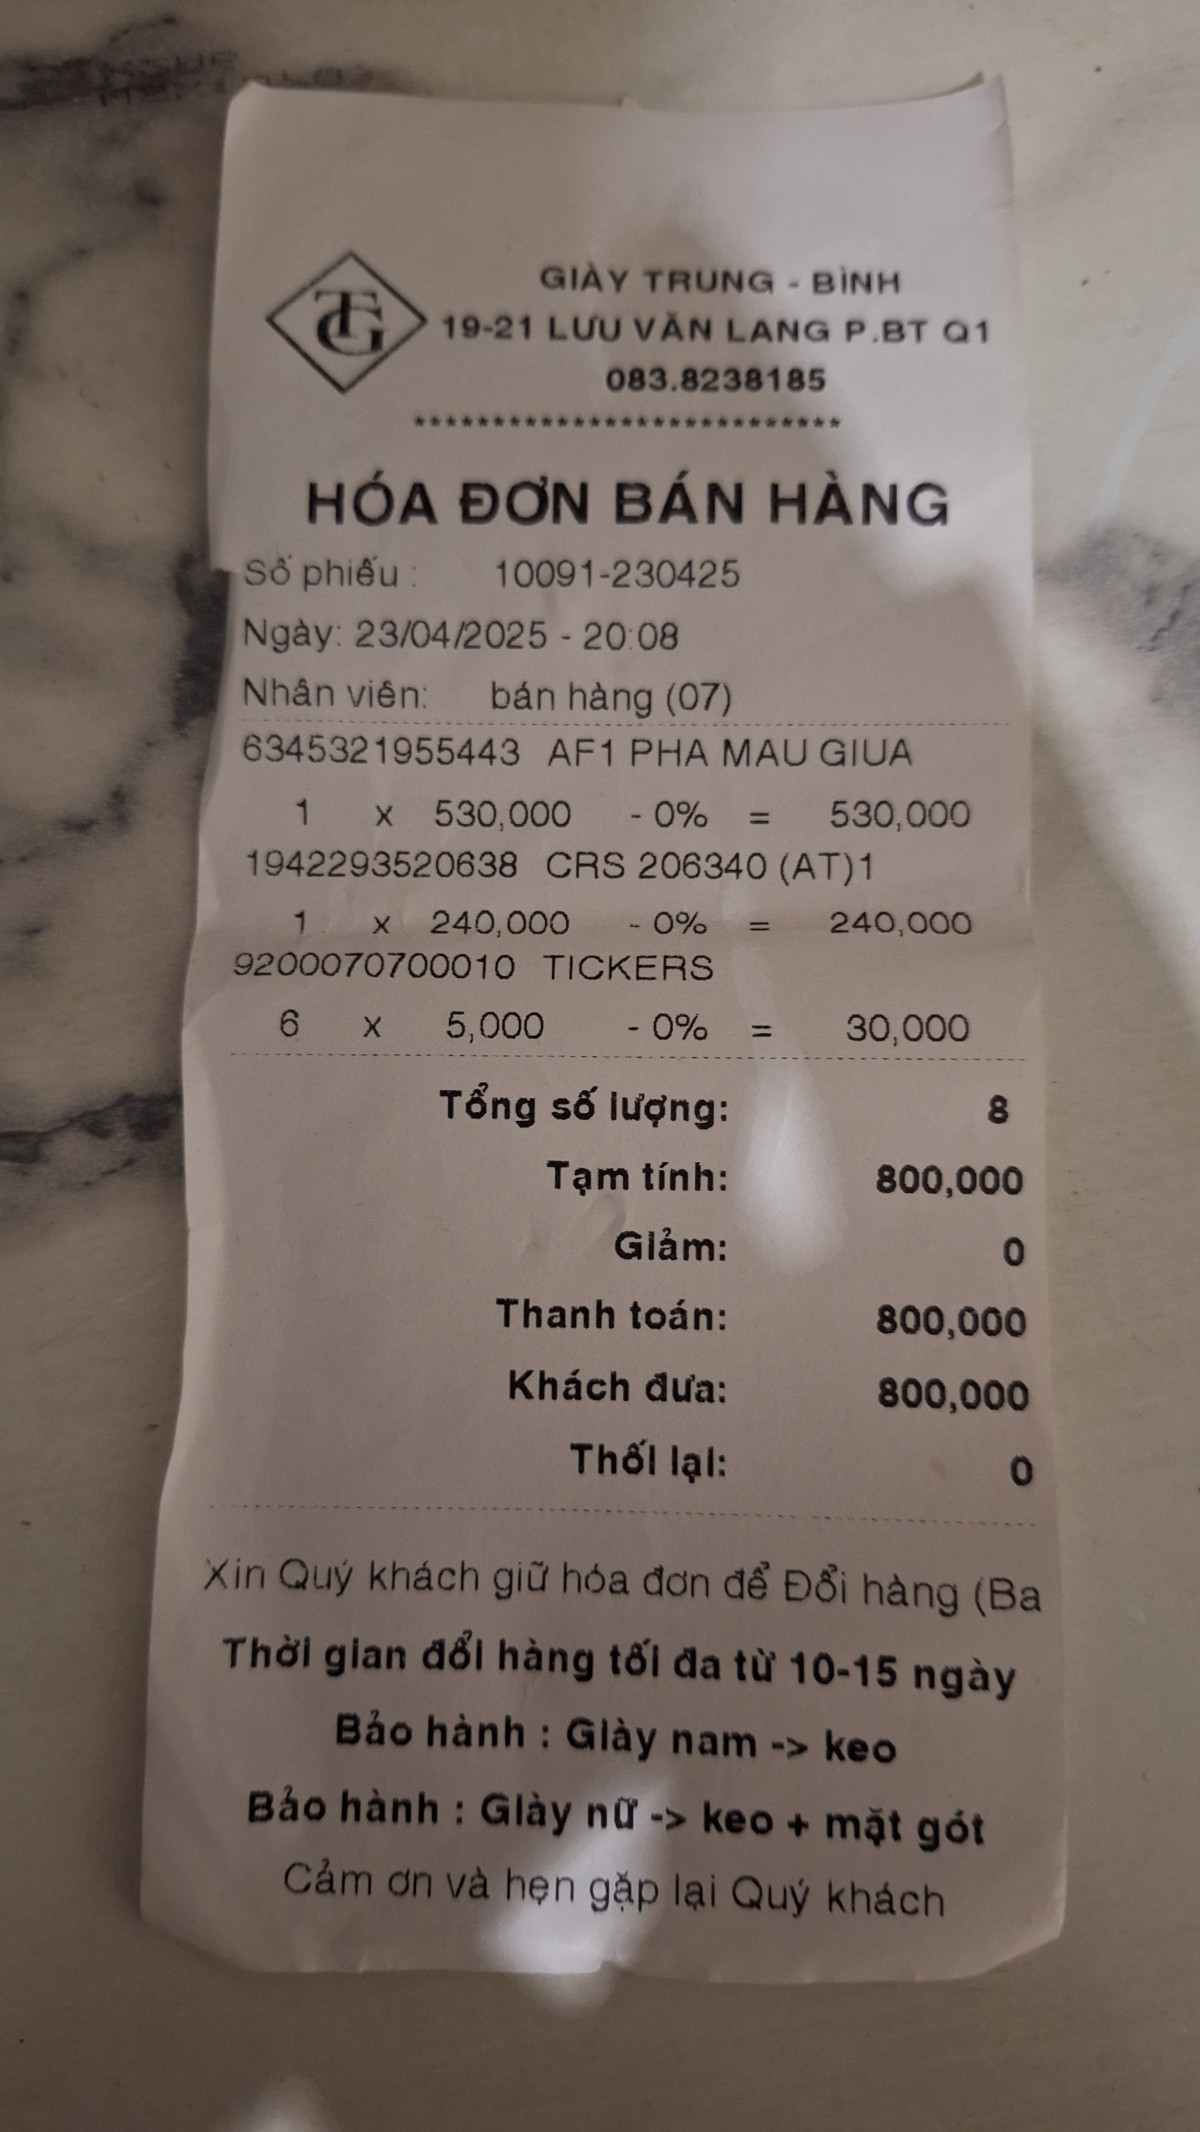 TG
GIÀY TRUNG - BÌNH
19-21 LƯU VĂN LANG P.BT Q1
083.8238185
***************************
HÓA ĐƠN BÁN HÀNG
Số phiếu : 10091-230425
Ngày: 23/04/2025 - 20:08
Nhân viên: bán hàng (07)
6345321955443 AF1 PHA MAU GIUA
1 x 530,000 - 0% = 530,000
1942293520638 CRS 206340 (AT)1
1 x 240,000 - 0% = 240,000
9200070700010 TICKERS
6 x 5,000 - 0% = 30,000
Tổng số lượng: 8
Tạm tính: 800,000
Giảm: 0
Thanh toán: 800,000
Khách đưa: 800,000
Thối lại: 0
Xin Quý khách giữ hóa đơn để Đổi hàng (Ba
Thời gian đổi hàng tối đa từ 10-15 ngày
Bảo hành : Giày nam -> keo
Bảo hành : Giày nữ -> keo + mặt gót
Cảm ơn và hẹn gặp lại Quý khách